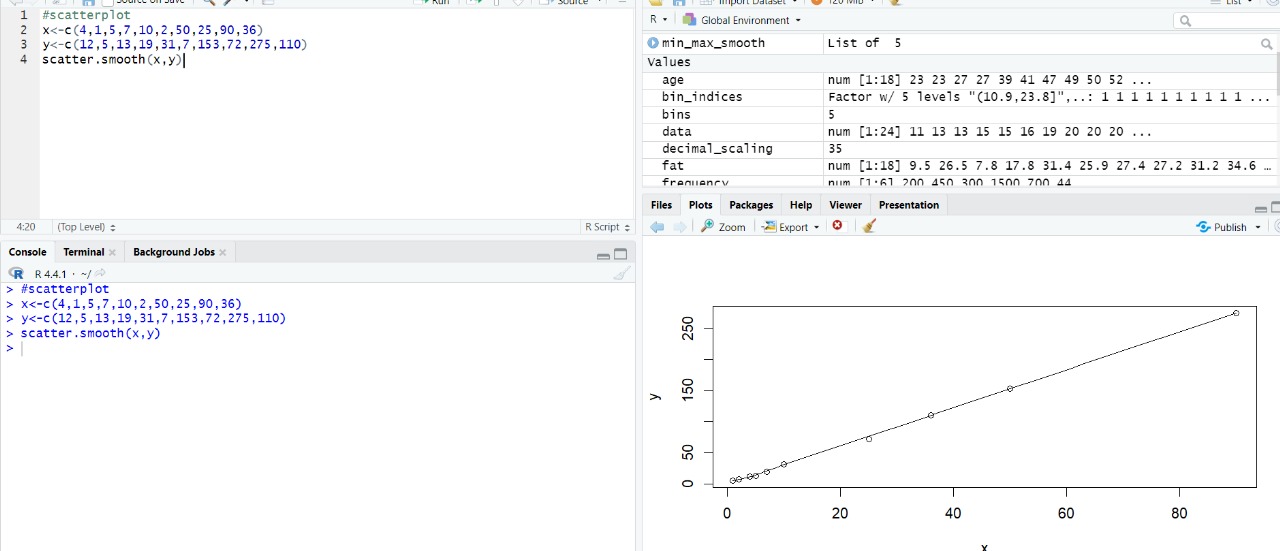 Source on Save
Run
Source
1 #scatterplot
2 x<-c(4,1,5,7,10,2,50,25,90,36)
3 y<-c(12,5,13,19,31,7,153,72,275,110)
4 scatter.smooth(x,y)
4:20 (Top Level) R Script
Console Terminal Background Jobs
R 4.4.1 · ~/
> #scatterplot
> x<-c(4,1,5,7,10,2,50,25,90,36)
> y<-c(12,5,13,19,31,7,153,72,275,110)
> scatter.smooth(x,y)
>
Import Dataset 120 MiB List
R Global Environment
min_max_smooth List of 5
Values
age num [1:18] 23 23 27 27 39 41 47 49 50 52 ...
bin_indices Factor w/ 5 levels "(10.9,23.8]",..: 1 1 1 1 1 1 1 1 1 1 ...
bins 5
data num [1:24] 11 13 13 15 15 16 19 20 20 20 ...
decimal_scaling 35
fat num [1:18] 9.5 26.5 7.8 17.8 31.4 25.9 27.4 27.2 31.2 34.6 …
frequency num [1:6] 200 450 300 1500 700 44
Files Plots Packages Help Viewer Presentation
Zoom Export Publish
250
150
50
0
y
0 20 40 60 80
x